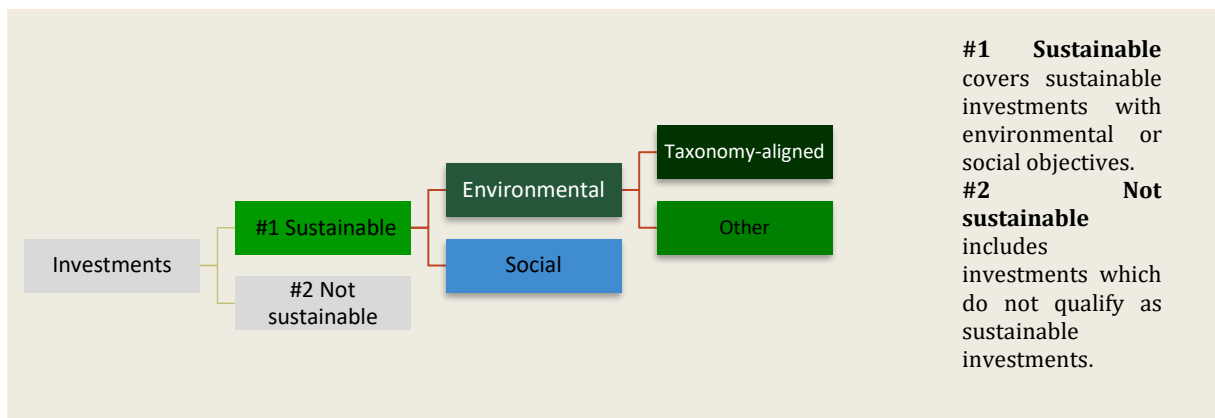 Investments
#1 Sustainable
#2 Not
sustainable
Environmental
Social
Taxonomy-aligned
Other
#1 Sustainable
covers sustainable
investments with
environmental or
social objectives.
#2 Not
sustainable
includes
investments which
do not qualify as
sustainable
investments.